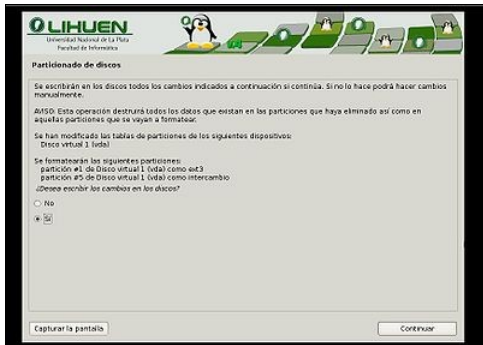 LIHUEN
Universidad Nacional de La Plata
Facultad de Informática
Particionado de discos
Se escribirán en los discos todos los cambios indicados a continuación si continúa. Si no lo hace podrá hacer cambios
manualmente.
AVISO: Esta operación destruirá todos los datos que existan en las particiones que haya eliminado así como en
aquellas particiones que se vayan a formatear.
Se han modificado las tablas de particiones de los siguientes dispositivos:
Disco virtual 1 (vda)
Se formatearán las siguientes particiones:
partición #1 de Disco virtual 1 (vda) como ext3
partición #5 de Disco virtual 1 (vda) como intercambio
¿Desea escribir los cambios en los discos?
No
Sí
Capturar la pantalla
Continuar